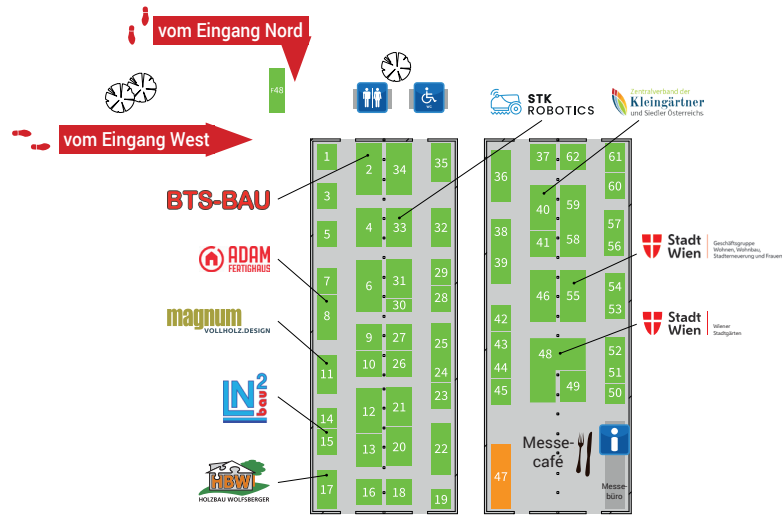 vom Eingang Nord
F48
WC
vom Eingang West
STK
ROBOTICS
Zentralverband der
Kleingärtner
und Siedler Österreichs
BTS-BAU
ADAM
FERTIGHAUS
magnum
VOLLHOLZ.DESIGN
LN2
bau
HBW
HOLZBAU WOLFSBERGER
1
2
34
35
3
4
33
32
5
6
31
29
7
30
28
8
9
27
25
10
26
24
11
23
12
21
14
13
20
22
15
17
16
18
19
36
37
62
61
60
40
59
38
41
58
57
56
39
46
55
54
53
42
43
48
52
44
51
45
49
50
47
Messe-
café
Messe-
büro
Stadt
Wien
Geschäftsgruppe
Wohnen, Wohnbau,
Stadterneuerung und Frauen
Stadt
Wien
Wiener
Stadtgärten